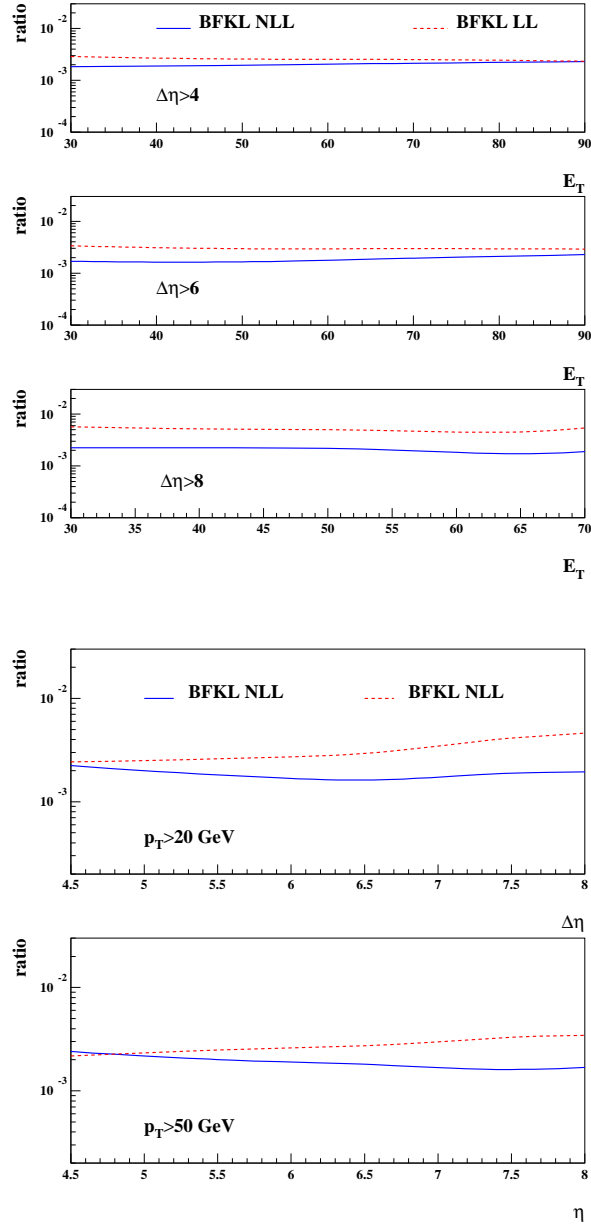 ratio
BFKL NLL
BFKL LL
10 -2
10 -3
10 -4
Δη>4
30 40 50 60 70 80 90
E_T
ratio
10 -2
10 -3
10 -4
Δη>6
30 40 50 60 70 80 90
E_T
ratio
10 -2
10 -3
10 -4
Δη>8
30 35 40 45 50 55 60 65 70
E_T
ratio
BFKL NLL
BFKL NLL
10 -2
10 -3
p_T>20 GeV
4.5 5 5.5 6 6.5 7 7.5 8
Δη
ratio
10 -2
10 -3
p_T>50 GeV
4.5 5 5.5 6 6.5 7 7.5 8
η